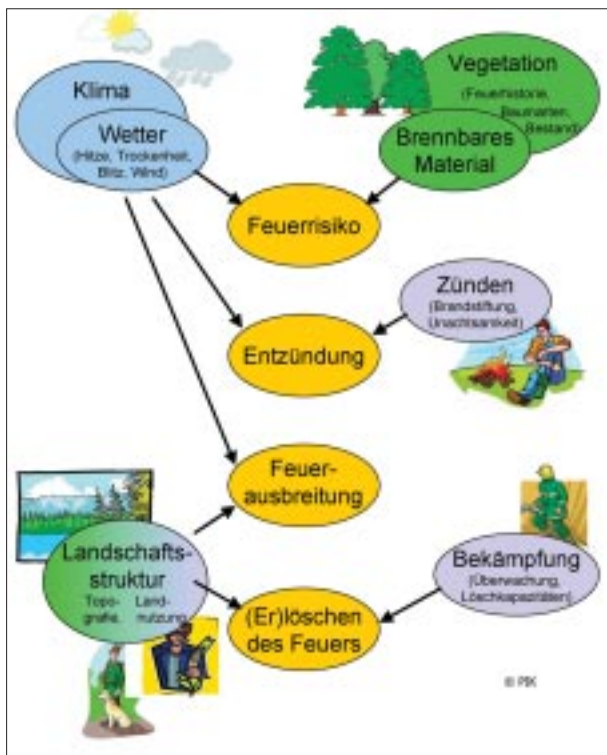 Klima
Wetter
(Hitze, Trockenheit,
Blitz, Wind)
Vegetation
(Feuerhistorie,
Baumarten,
Bestand)
Brennbares
Material
Feuerrisiko
Zünden
(Brandstiftung,
Unachtsamkeit)
Entzündung
Feuer-
ausbreitung
Landschafts-
struktur
Topo- Land-
grafie, nutzung
Bekämpfung
(Überwachung,
Löschkapazitäten)
(Er)löschen
des Feuers
© PIK